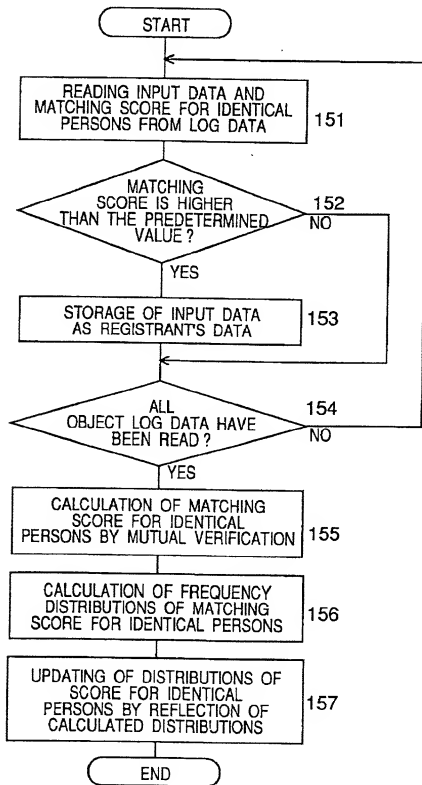 START
READING INPUT DATA AND
MATCHING SCORE FOR IDENTICAL
PERSONS FROM LOG DATA
151
MATCHING
SCORE IS HIGHER
THAN THE PREDETERMINED
VALUE?
152
NO
YES
STORAGE OF INPUT DATA
AS REGISTRANT'S DATA
153
ALL
OBJECT LOG DATA HAVE
BEEN READ?
154
NO
YES
CALCULATION OF MATCHING
SCORE FOR IDENTICAL
PERSONS BY MUTUAL VERIFICATION
155
CALCULATION OF FREQUENCY
DISTRIBUTIONS OF MATCHING
SCORE FOR IDENTICAL PERSONS
156
UPDATING OF DISTRIBUTIONS OF
SCORE FOR IDENTICAL
PERSONS BY REFLECTION OF
CALCULATED DISTRIBUTIONS
157
END